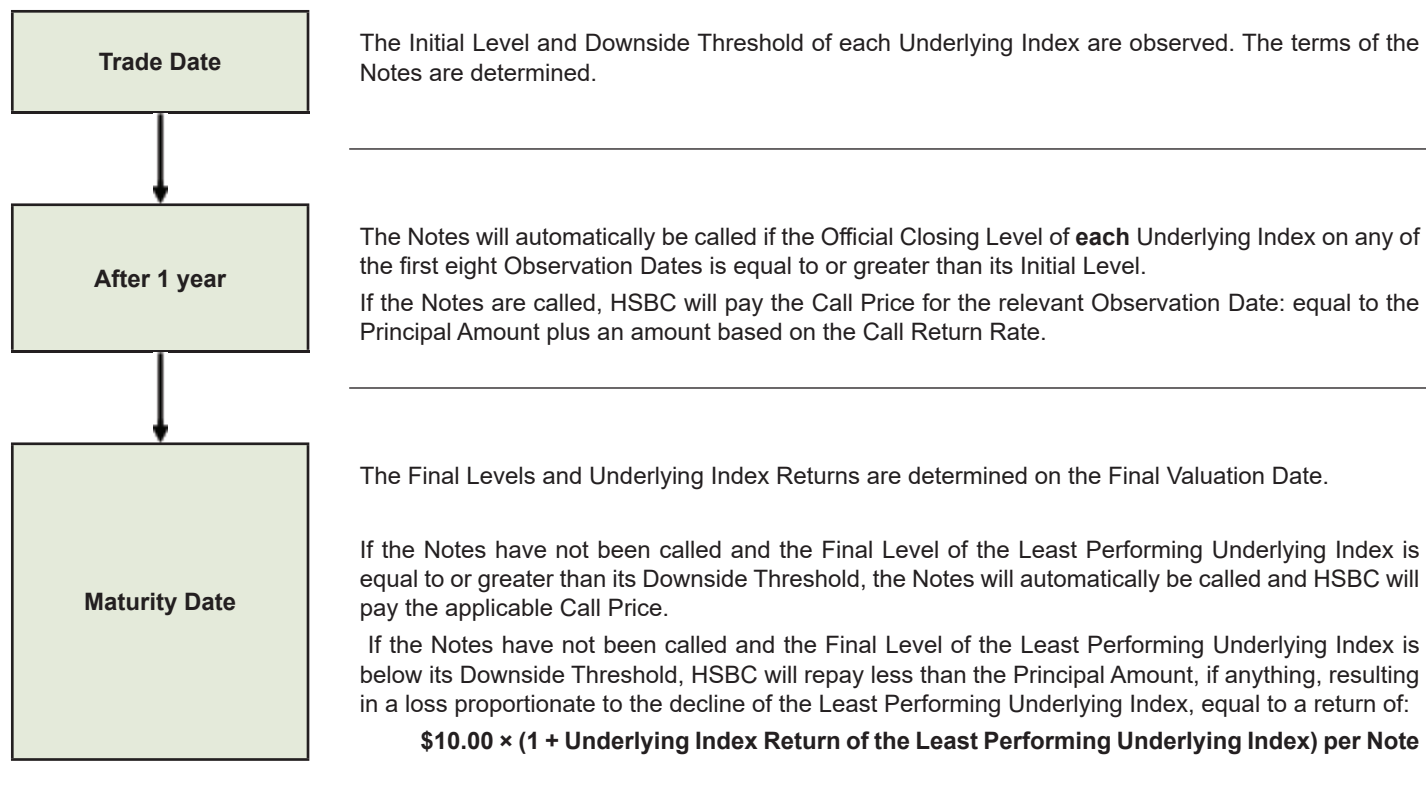 Trade Date
The Initial Level and Downside Threshold of each Underlying Index are observed. The terms of the
Notes are determined.
After 1 year
The Notes will automatically be called if the Official Closing Level of each Underlying Index on any of
the first eight Observation Dates is equal to or greater than its Initial Level.
If the Notes are called, HSBC will pay the Call Price for the relevant Observation Date: equal to the
Principal Amount plus an amount based on the Call Return Rate.
Maturity Date
The Final Levels and Underlying Index Returns are determined on the Final Valuation Date.
If the Notes have not been called and the Final Level of the Least Performing Underlying Index is
equal to or greater than its Downside Threshold, the Notes will automatically be called and HSBC will
pay the applicable Call Price.
If the Notes have not been called and the Final Level of the Least Performing Underlying Index is
below its Downside Threshold, HSBC will repay less than the Principal Amount, if anything, resulting
in a loss proportionate to the decline of the Least Performing Underlying Index, equal to a return of:
$10.00 × (1 + Underlying Index Return of the Least Performing Underlying Index) per Note